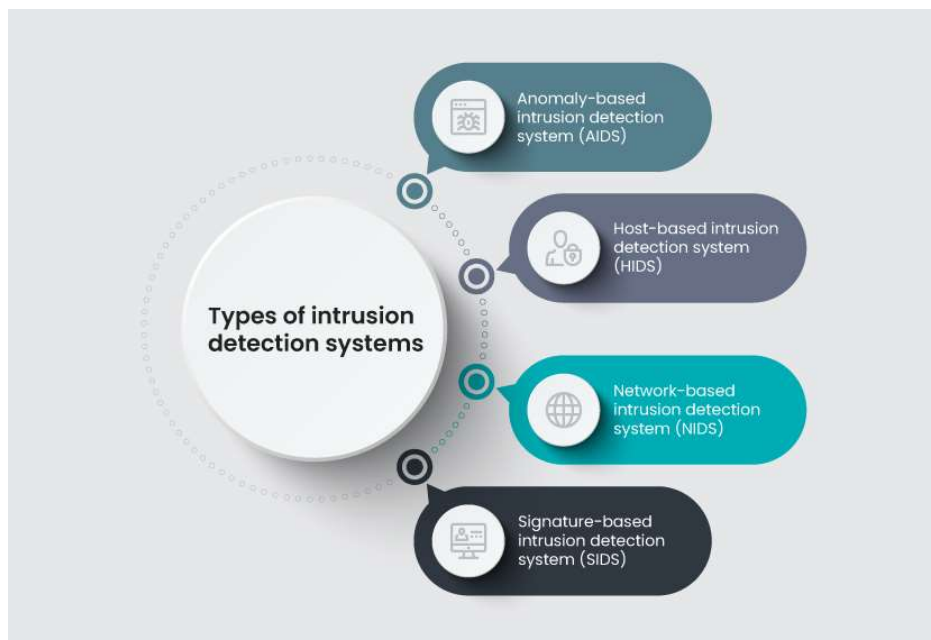 Types of intrusion
detection systems
Anomaly-based
intrusion detection
system (AIDS)
Host-based intrusion
detection system
(HIDS)
Network-based
intrusion detection
system (NIDS)
Signature-based
intrusion detection
system (SIDS)